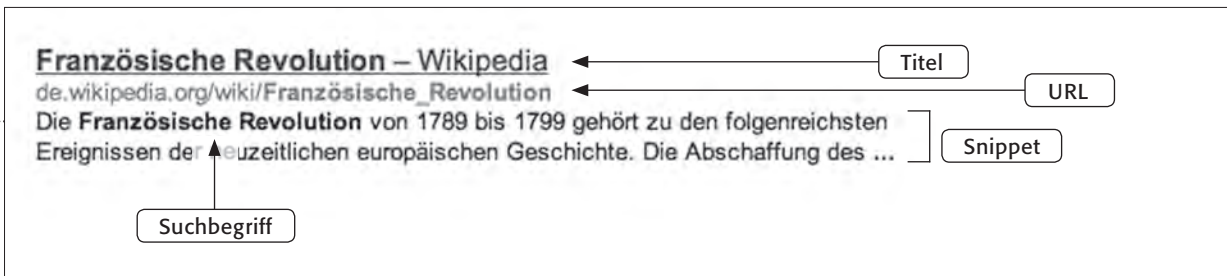 Französische Revolution – Wikipedia
Titel
de.wikipedia.org/wiki/Französische_Revolution
URL
Die Französische Revolution von 1789 bis 1799 gehört zu den folgenreichsten
Ereignissen der neuzeitlichen europäischen Geschichte. Die Abschaffung des ...
Snippet
Suchbegriff